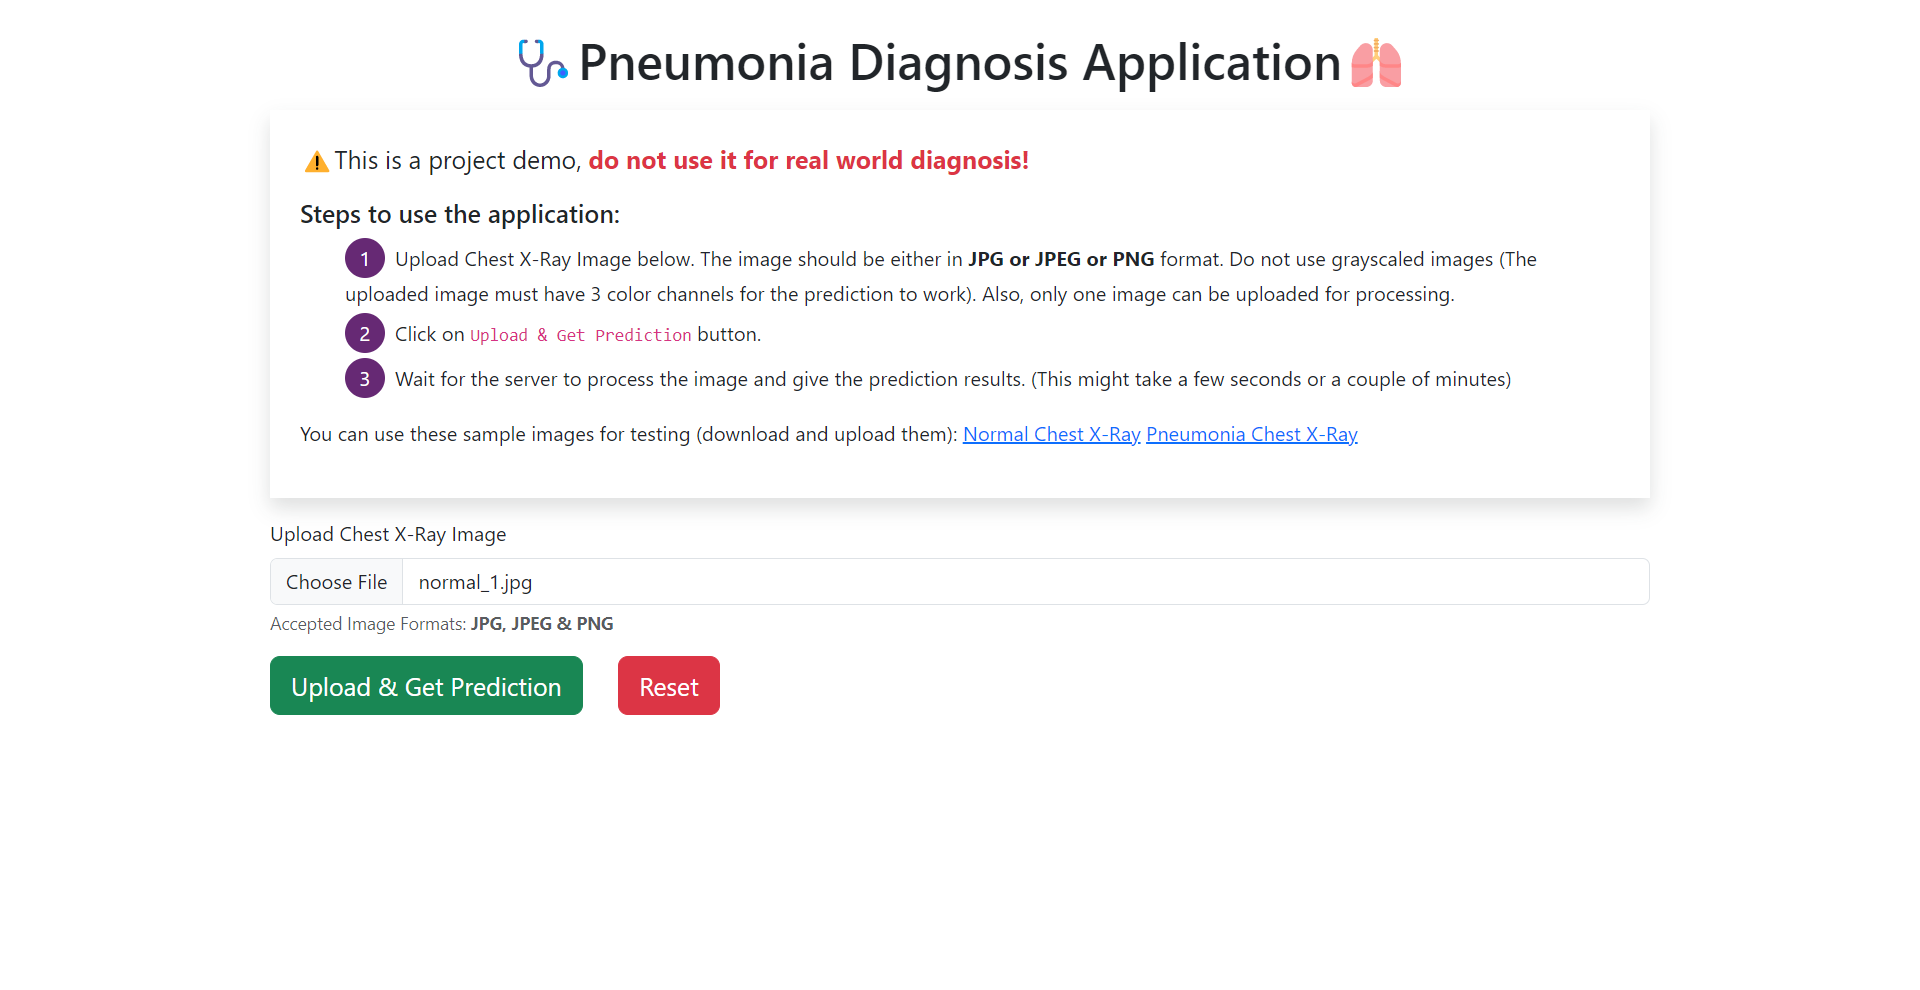 Pneumonia Diagnosis Application
This is a project demo, do not use it for real world diagnosis!
Steps to use the application:
1 Upload Chest X-Ray Image below. The image should be either in JPG or JPEG or PNG format. Do not use grayscaled images (The
uploaded image must have 3 color channels for the prediction to work). Also, only one image can be uploaded for processing.
2 Click on Upload & Get Prediction button.
3 Wait for the server to process the image and give the prediction results. (This might take a few seconds or a couple of minutes)
You can use these sample images for testing (download and upload them): Normal Chest X-Ray Pneumonia Chest X-Ray
Upload Chest X-Ray Image
Choose File normal_1.jpg
Accepted Image Formats: JPG, JPEG & PNG
Upload & Get Prediction Reset